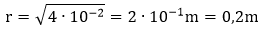 r = √4 · 10⁻² = 2 · 10⁻¹m = 0,2m